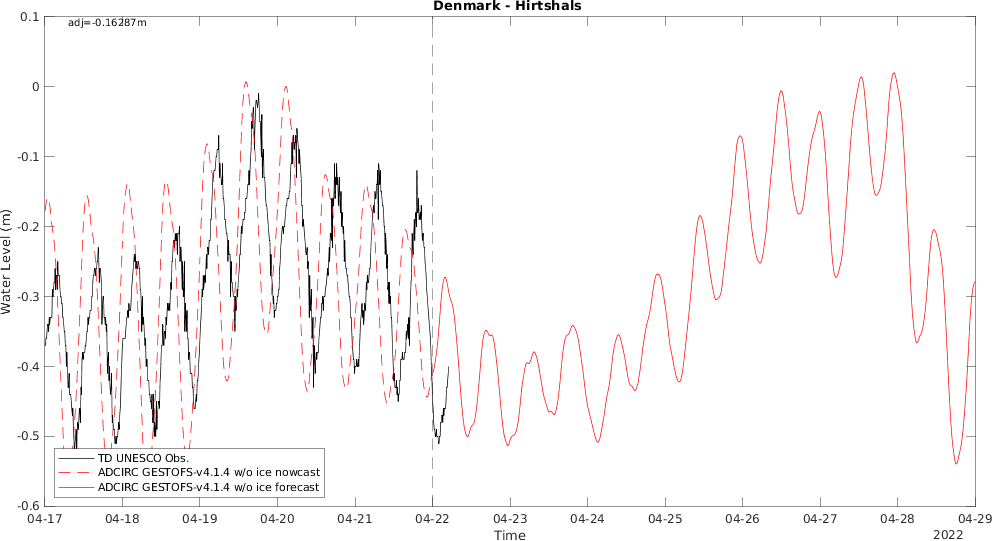 Denmark - Hirtshals
adj=-0.16287m
0.1
0
-0.1
-0.2
-0.3
-0.4
-0.5
-0.6
Water Level (m)
TD UNESCO Obs.
ADCIRC GESTOFS-v4.1.4 w/o ice nowcast
ADCIRC GESTOFS-v4.1.4 w/o ice forecast
04-17 04-18 04-19 04-20 04-21 04-22 04-23 04-24 04-25 04-26 04-27 04-28 04-29
Time
2022